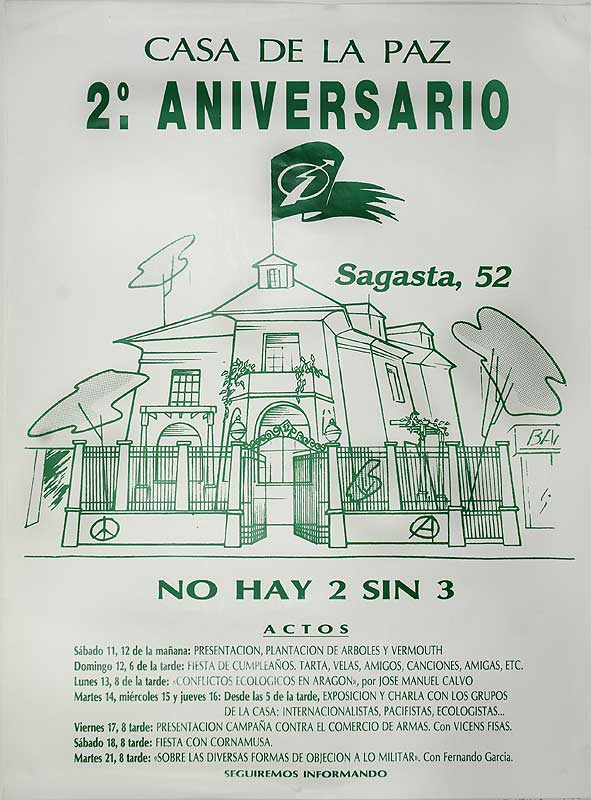 CASA DE LA PAZ
2º. ANIVERSARIO
Sagasta, 52
NO HAY 2 SIN 3
ACTOS
Sábado 11, 12 de la mañana: PRESENTACION, PLANTACION DE ARBOLES Y VERMOUTH
Domingo 12, 6 de la tarde: FIESTA DE CUMPLEAÑOS. TARTA, VELAS, AMIGOS, CANCIONES, AMIGAS, ETC.
Lunes 13, 8 de la tarde: «CONFLICTOS ECOLOGICOS EN ARAGON», por JOSE MANUEL CALVO
Martes 14, miércoles 15 y jueves 16: Desde las 5 de la tarde, EXPOSICION Y CHARLA CON LOS GRUPOS
DE LA CASA: INTERNACIONALISTAS, PACIFISTAS, ECOLOGISTAS...
Viernes 17, 8 tarde: PRESENTACION CAMPAÑA CONTRA EL COMERCIO DE ARMAS. Con VICENS FISAS.
Sábado 18, 8 tarde: FIESTA CON CORNAMUSA.
Martes 21, 8 tarde: «SOBRE LAS DIVERSAS FORMAS DE OBJECION A LO MILITAR». Con Fernando García.
SEGUIREMOS INFORMANDO